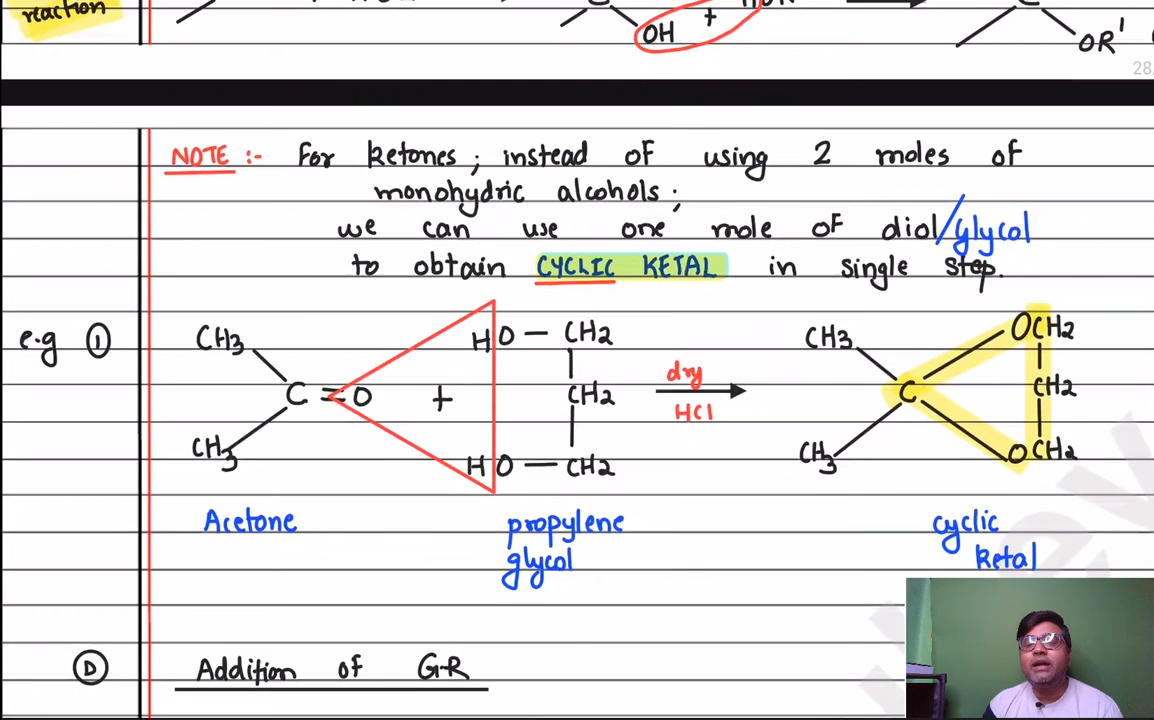 reaction
OH +
OR'
28
NOTE :- For ketones ; instead of using 2 moles of
monohydric alcohols ;
we can use one mole of diol/glycol
to obtain CYCLIC KETAL in single step.
e.g ① CH3 HO — CH2 CH3 OCH2
C = O + CH2 dry HCl C CH2
CH3 HO — CH2 CH3 OCH2
Acetone propylene glycol cyclic ketal
Ⓓ Addition of G-R